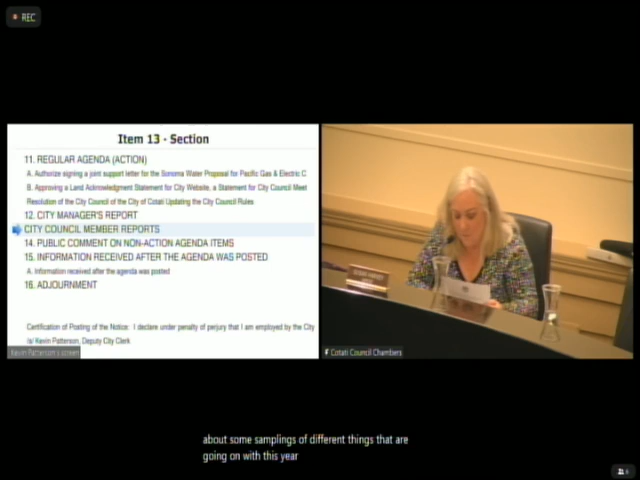 REC
Item 13 - Section
11. REGULAR AGENDA (ACTION)
A. Authorize signing a joint support letter for the Sonoma Water Proposal for Pacific Gas & Electric C
B. Approving a Land Acknowledgment Statement for City Website, a Statement for City Council Meet
Resolution of the City Council of the City of Cotati Updating the City Council Rules
12. CITY MANAGER'S REPORT
CITY COUNCIL MEMBER REPORTS
14. PUBLIC COMMENT ON NON-ACTION AGENDA ITEMS
15. INFORMATION RECEIVED AFTER THE AGENDA WAS POSTED
A. Information received after the agenda was posted
16. ADJOURNMENT
Certification of Posting of the Notice: I declare under penalty of perjury that I am employed by the City
/s/ Kevin Patterson, Deputy City Clerk
Kevin Patterson's screen
Cotati Council Chambers
about some samplings of different things that are
going on with this year